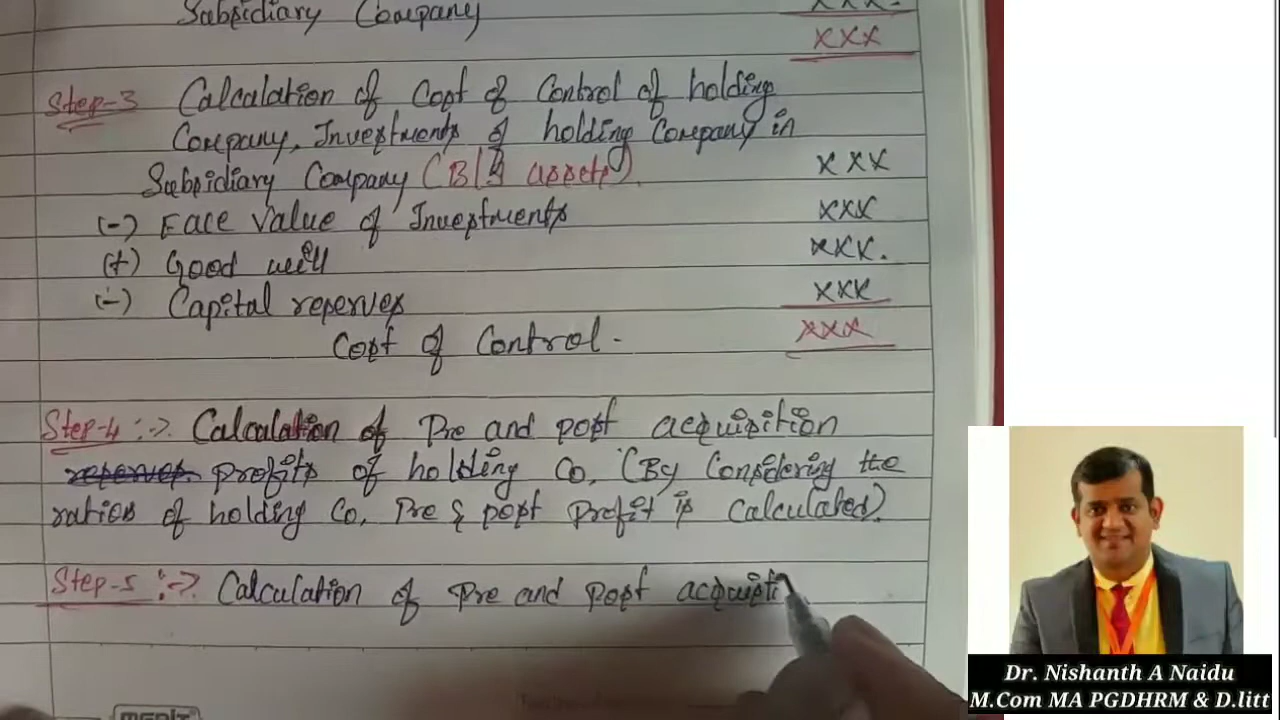 Subsidiary Company xxx.
xxx
Step-3 Calculation of Cost of Control of holding
Company, Investments of holding Company in
Subsidiary Company (B/s assets). xxx
(-) Face value of Investments xxx
(+) Good will xxx.
(-) Capital reserves xxx
Cost of Control. xxx
Step-4 :-> Calculation of Pre and post acquisition
reserves profits of holding Co, (By Considering the
ratios of holding Co, Pre & post Profit is Calculated).
Step-5 :-> Calculation of Pre and Post acquisti
Dr. Nishanth A Naidu
M.Com MA PGDHRM & D.litt